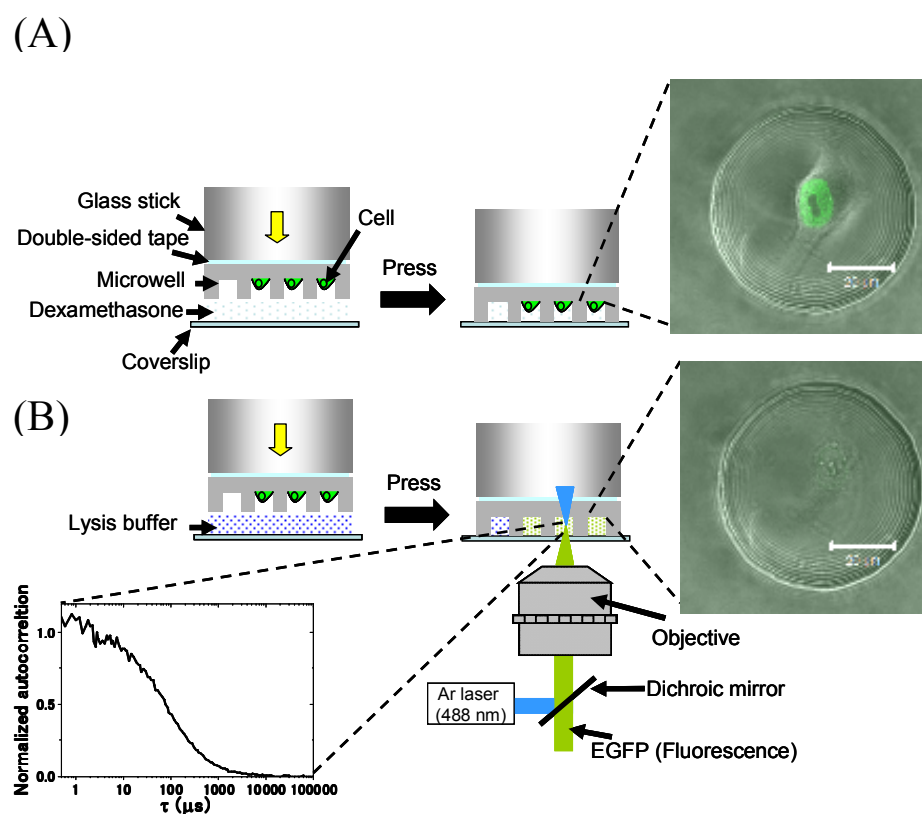 (A)
Glass stick
Double-sided tape
Microwell
Dexamethasone
Coverslip
Cell
Press
(B)
Lysis buffer
Press
Objective
Dichroic mirror
Ar laser
(488 nm)
EGFP (Fluorescence)
Normalized autocorreltion
1.0
0.5
0.0
1
10
100
1000
10000
100000
τ (μs)